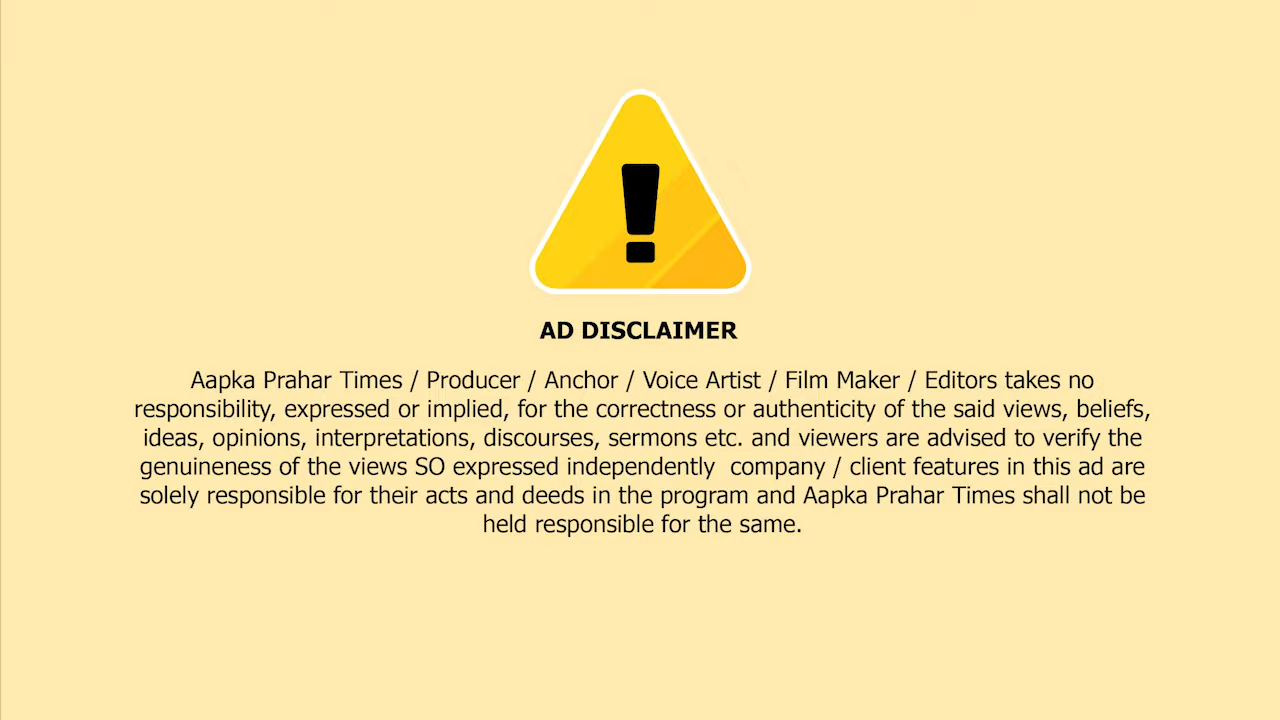 AD DISCLAIMER
Aapka Prahar Times / Producer / Anchor / Voice Artist / Film Maker / Editors takes no
responsibility, expressed or implied, for the correctness or authenticity of the said views, beliefs,
ideas, opinions, interpretations, discourses, sermons etc. and viewers are advised to verify the
genuineness of the views SO expressed independently  company / client features in this ad are
solely responsible for their acts and deeds in the program and Aapka Prahar Times shall not be
held responsible for the same.